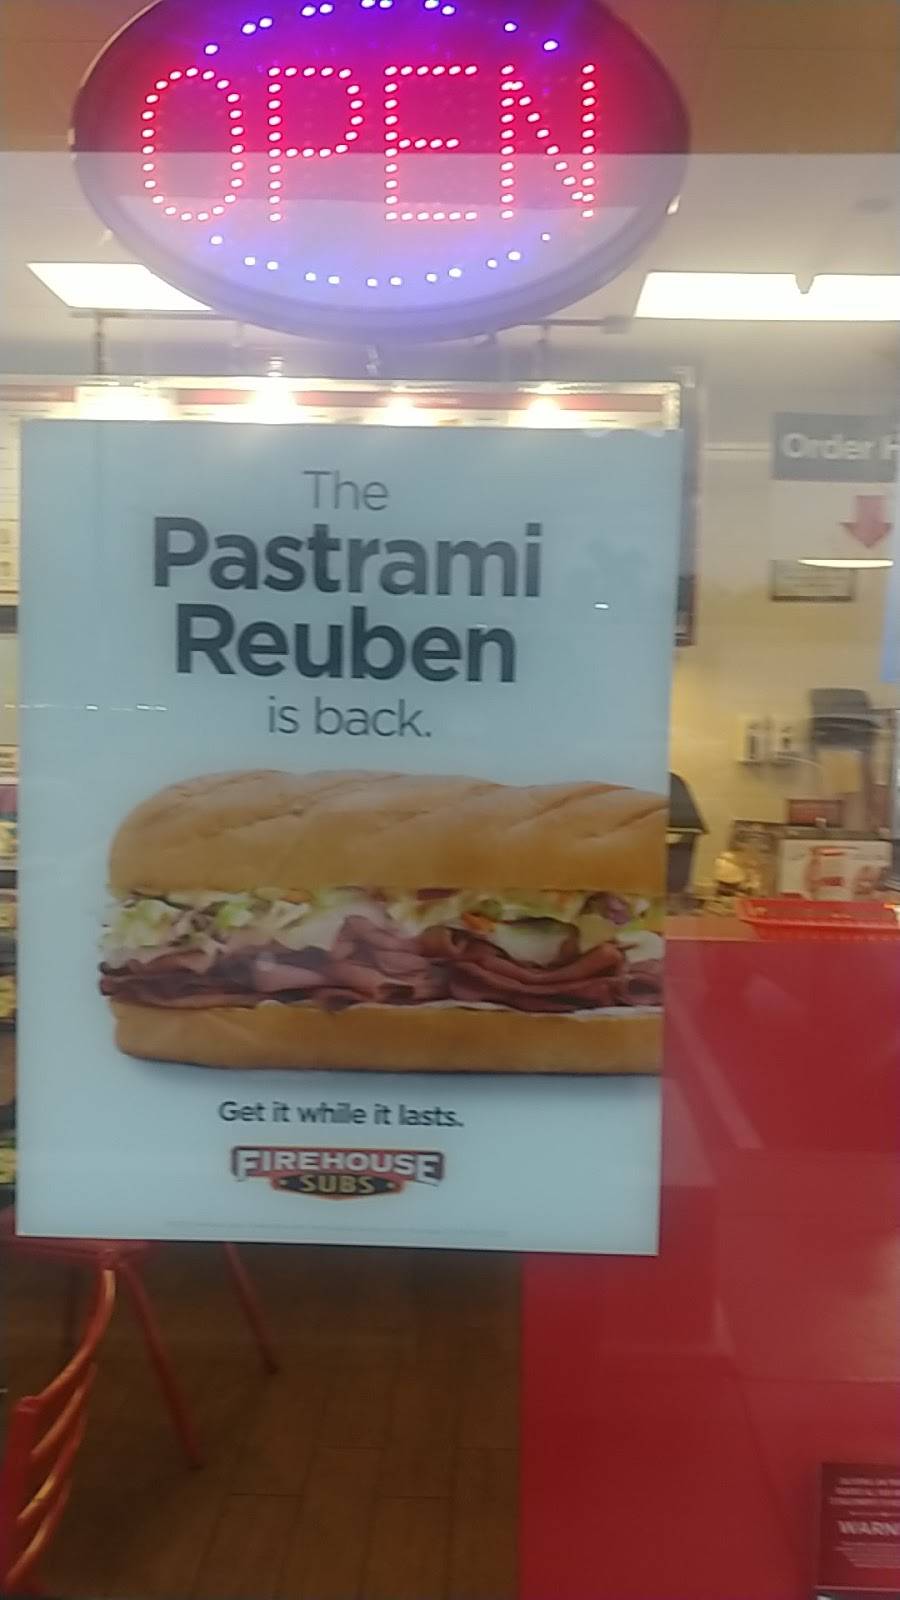 OPEN
Order
The
Pastrami
Reuben
is back.
Get it while it lasts.
FIREHOUSE
SUBS
WARN